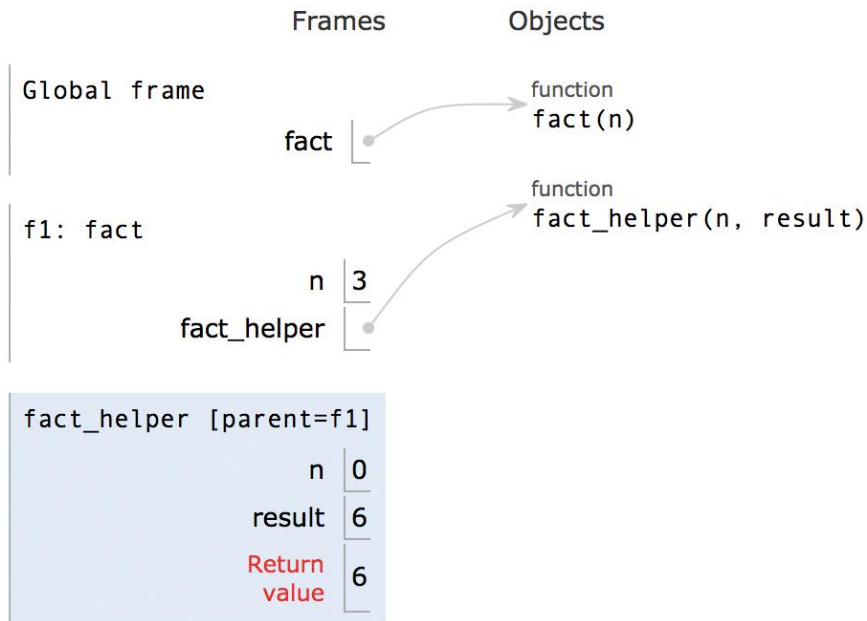 Frames Objects
Global frame
function
fact(n)
fact
function
fact_helper(n, result)
f1: fact
n 3
fact_helper
fact_helper [parent=f1]
n 0
result 6
Return
value 6